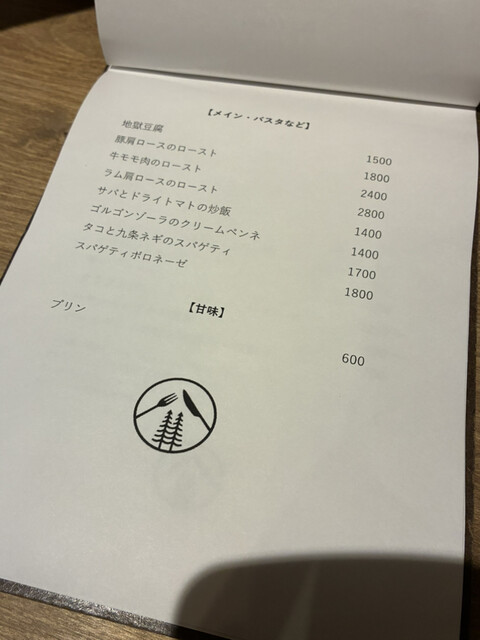 【メイン・パスタなど】
地獄豆腐 1500
豚肩ロースのロースト 1800
牛モモ肉のロースト 2400
ラム肩ロースのロースト 2800
サバとドライトマトの炒飯 1400
ゴルゴンゾーラのクリームペンネ 1400
タコと九条ネギのスパゲティ 1700
スパゲティボロネーゼ 1800
【甘味】
プリン 600